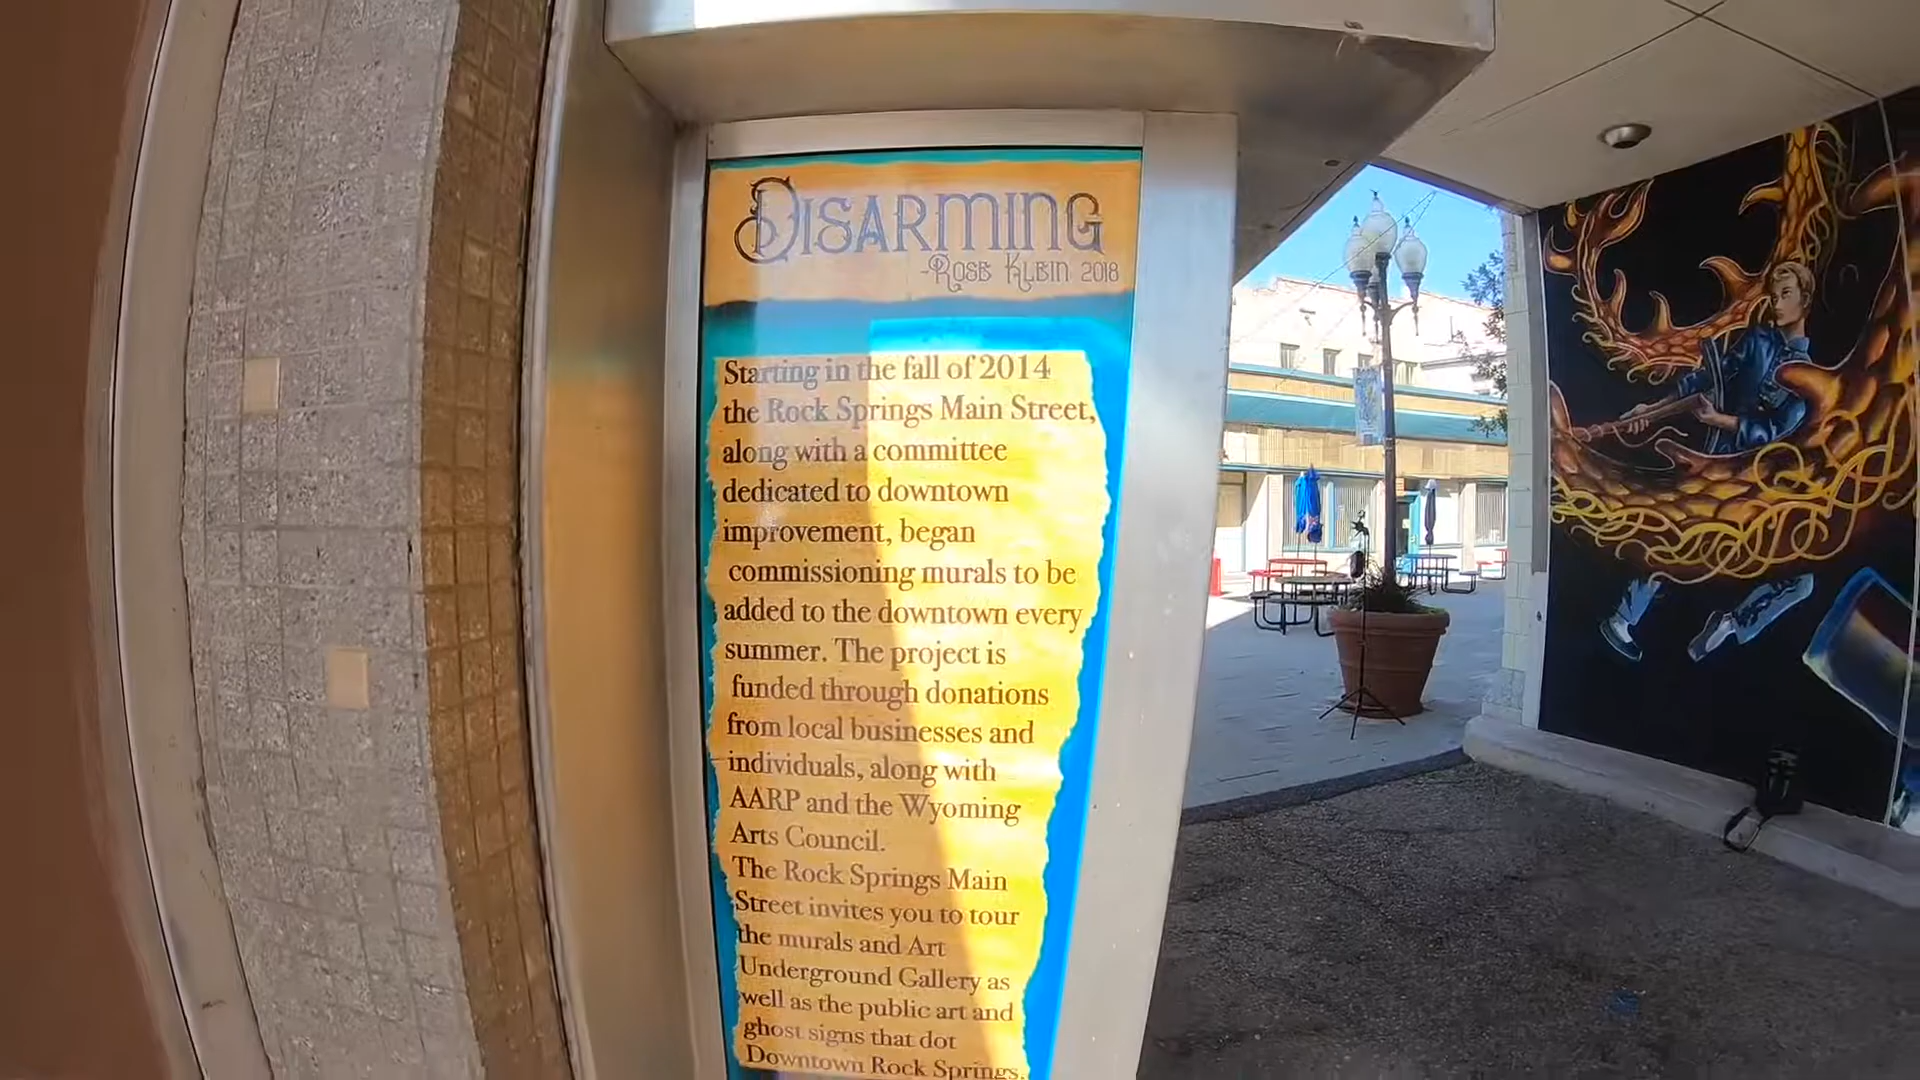 DISARMING
-ROSE KLEIN 2018
Starting in the fall of 2014
the Rock Springs Main Street,
along with a committee
dedicated to downtown
improvement, began
commissioning murals to be
added to the downtown every
summer. The project is
funded through donations
from local businesses and
individuals, along with
AARP and the Wyoming
Arts Council.
The Rock Springs Main
Street invites you to tour
the murals and Art
Underground Gallery as
well as the public art and
ghost signs that dot
Downtown Rock Springs.